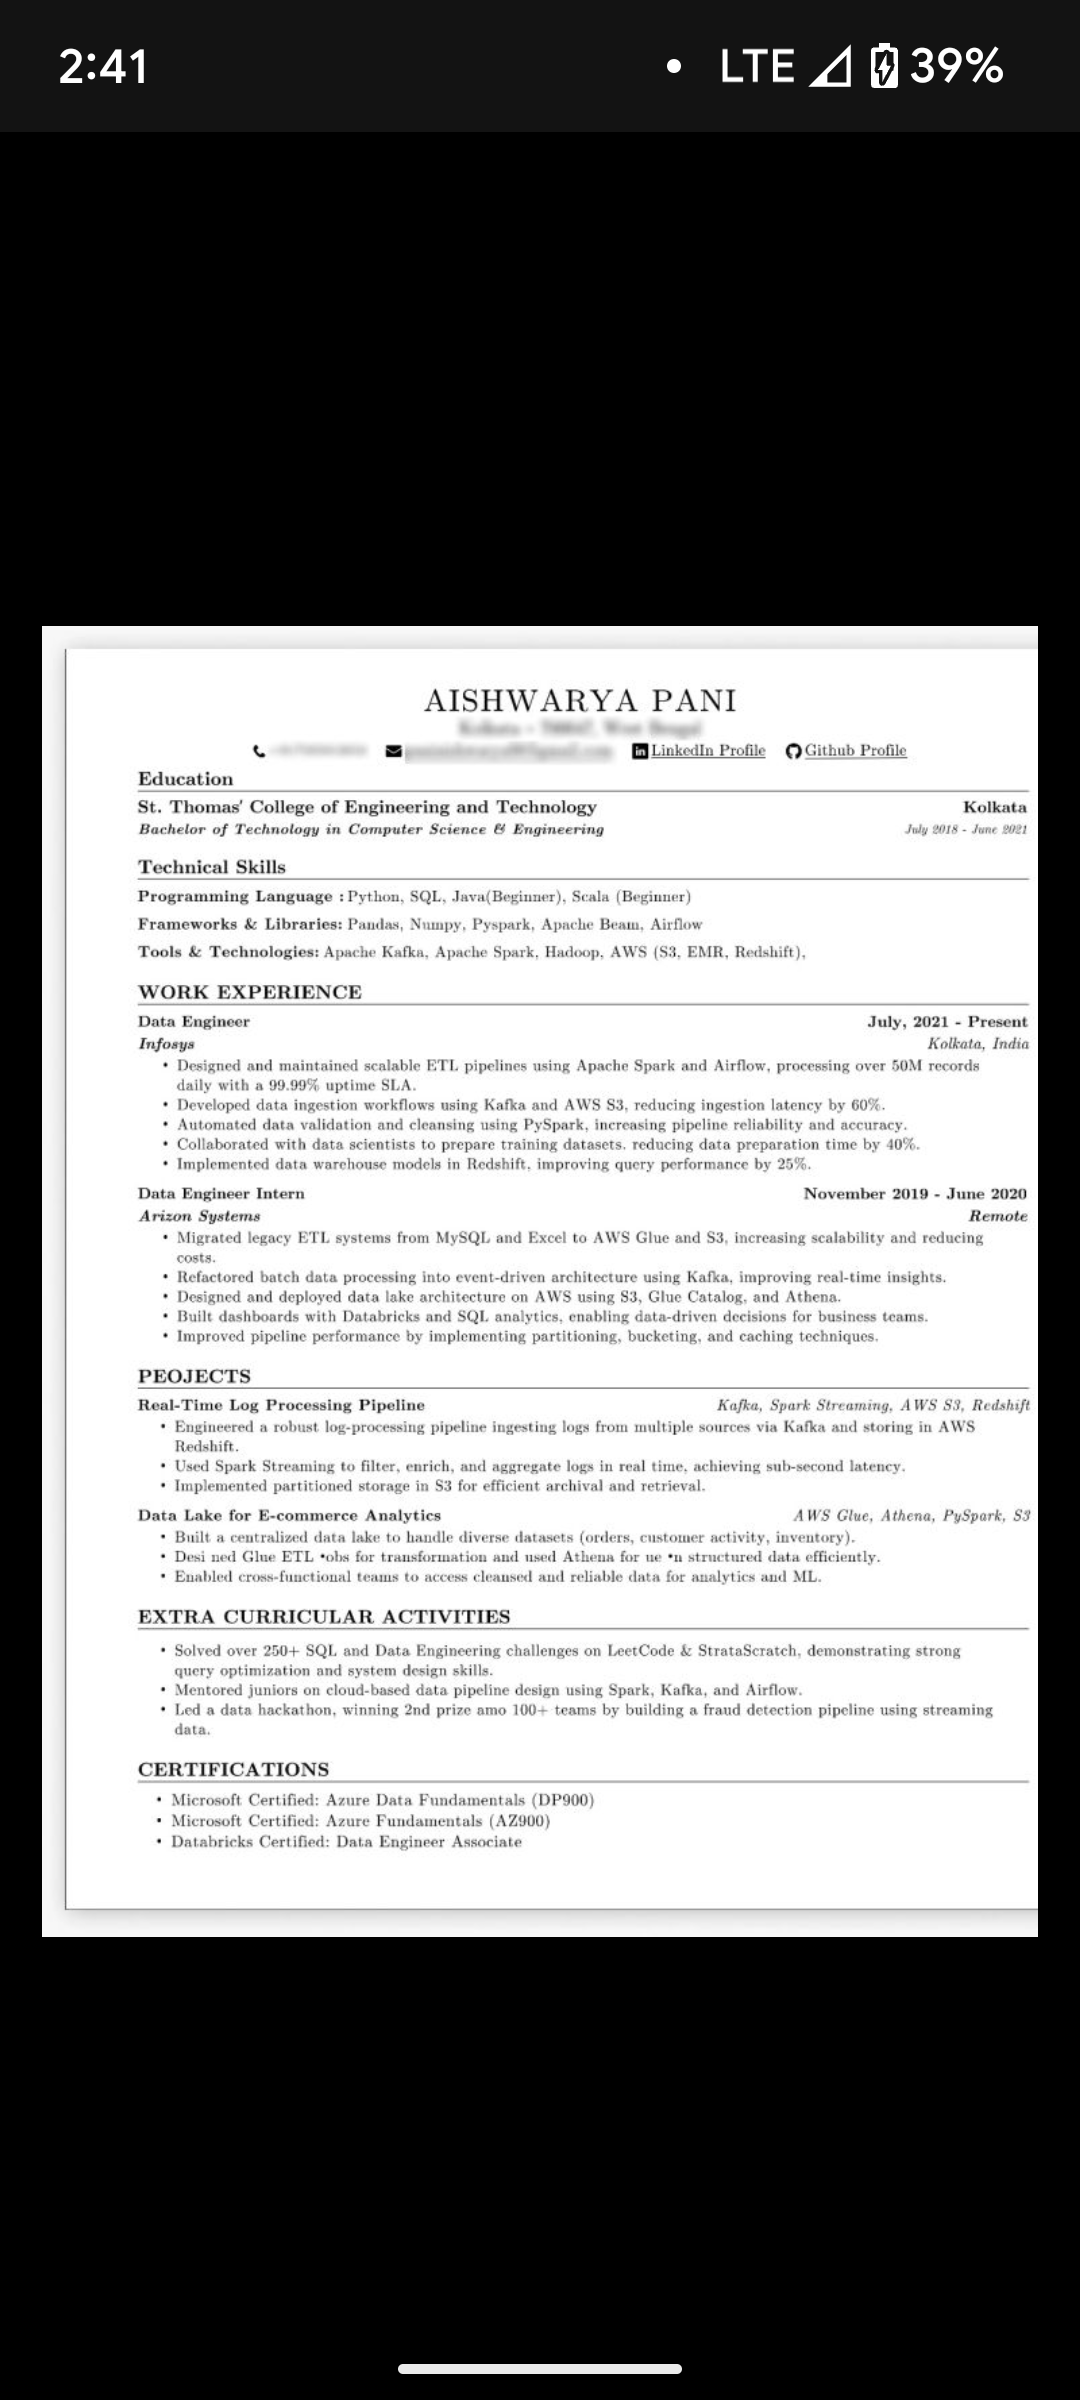 2:41
LTE 39%
AISHWARYA PANI
LinkedIn Profile Github Profile
Education
St. Thomas' College of Engineering and Technology Kolkata
Bachelor of Technology in Computer Science & Engineering July 2018 - June 2021
Technical Skills
Programming Language : Python, SQL, Java(Beginner), Scala (Beginner)
Frameworks & Libraries: Pandas, Numpy, Pyspark, Apache Beam, Airflow
Tools & Technologies: Apache Kafka, Apache Spark, Hadoop, AWS (S3, EMR, Redshift),
WORK EXPERIENCE
Data Engineer July, 2021 - Present
Infosys Kolkata, India
• Designed and maintained scalable ETL pipelines using Apache Spark and Airflow, processing over 50M records
daily with a 99.99% uptime SLA.
• Developed data ingestion workflows using Kafka and AWS S3, reducing ingestion latency by 60%.
• Automated data validation and cleansing using PySpark, increasing pipeline reliability and accuracy.
• Collaborated with data scientists to prepare training datasets. reducing data preparation time by 40%.
• Implemented data warehouse models in Redshift, improving query performance by 25%.
Data Engineer Intern November 2019 - June 2020
Arizon Systems Remote
• Migrated legacy ETL systems from MySQL and Excel to AWS Glue and S3, increasing scalability and reducing
costs.
• Refactored batch data processing into event-driven architecture using Kafka, improving real-time insights.
• Designed and deployed data lake architecture on AWS using S3, Glue Catalog, and Athena.
• Built dashboards with Databricks and SQL analytics, enabling data-driven decisions for business teams.
• Improved pipeline performance by implementing partitioning, bucketing, and caching techniques.
PEOJECTS
Real-Time Log Processing Pipeline Kafka, Spark Streaming, AWS S3, Redshift
• Engineered a robust log-processing pipeline ingesting logs from multiple sources via Kafka and storing in AWS
Redshift.
• Used Spark Streaming to filter, enrich, and aggregate logs in real time, achieving sub-second latency.
• Implemented partitioned storage in S3 for efficient archival and retrieval.
Data Lake for E-commerce Analytics AWS Glue, Athena, PySpark, S3
• Built a centralized data lake to handle diverse datasets (orders, customer activity, inventory).
• Desi ned Glue ETL •obs for transformation and used Athena for ue •n structured data efficiently.
• Enabled cross-functional teams to access cleansed and reliable data for analytics and ML.
EXTRA CURRICULAR ACTIVITIES
• Solved over 250+ SQL and Data Engineering challenges on LeetCode & StrataScratch, demonstrating strong
query optimization and system design skills.
• Mentored juniors on cloud-based data pipeline design using Spark, Kafka, and Airflow.
• Led a data hackathon, winning 2nd prize amo 100+ teams by building a fraud detection pipeline using streaming
data.
CERTIFICATIONS
• Microsoft Certified: Azure Data Fundamentals (DP900)
• Microsoft Certified: Azure Fundamentals (AZ900)
• Databricks Certified: Data Engineer Associate